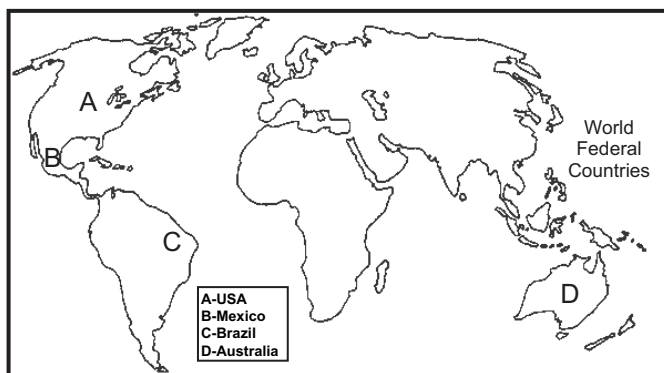 A
B
C
D
World
Federal
Countries
A-USA
B-Mexico
C-Brazil
D-Australia